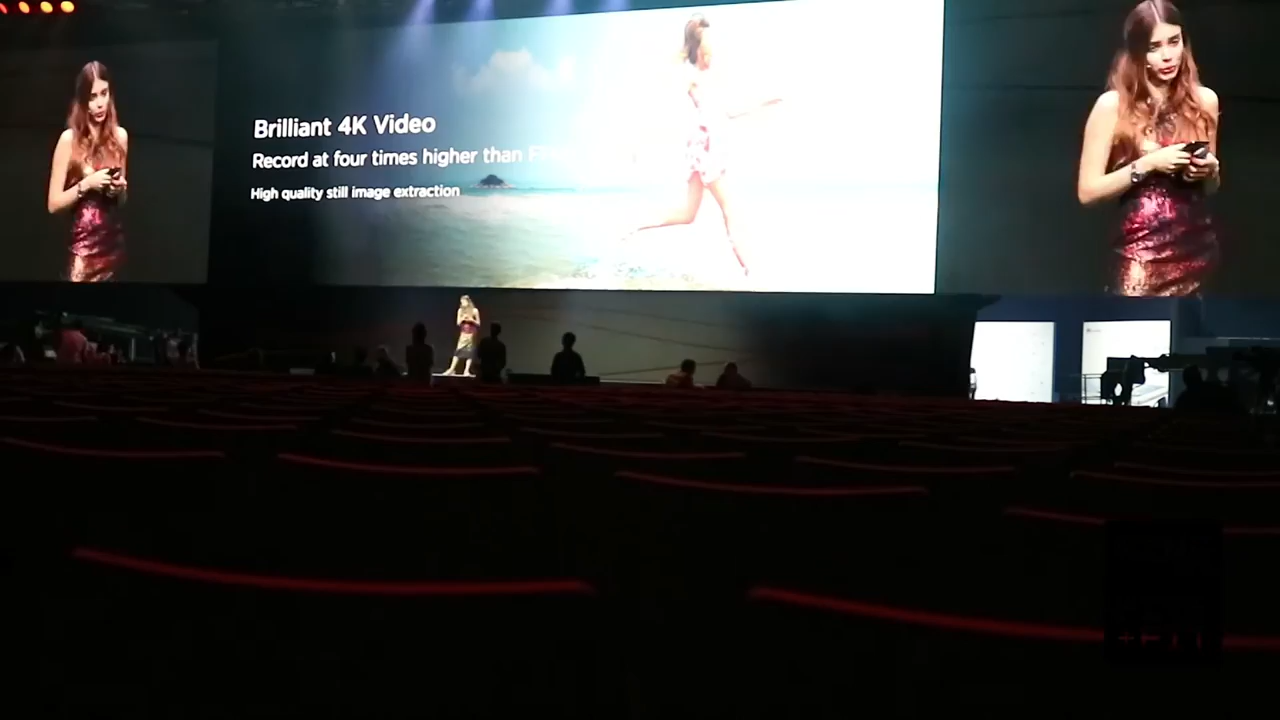 Brilliant 4K Video
Record at four times higher than
High quality still image extraction